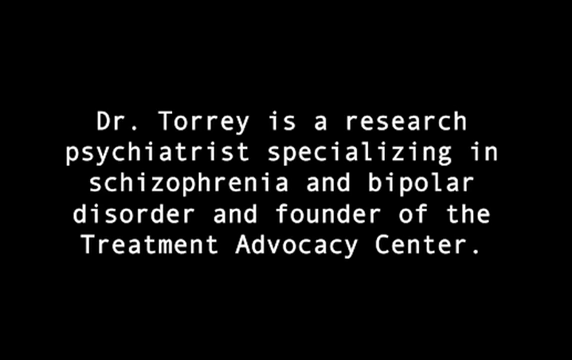 Dr. Torrey is a research
psychiatrist specializing in
schizophrenia and bipolar
disorder and founder of the
Treatment Advocacy Center.